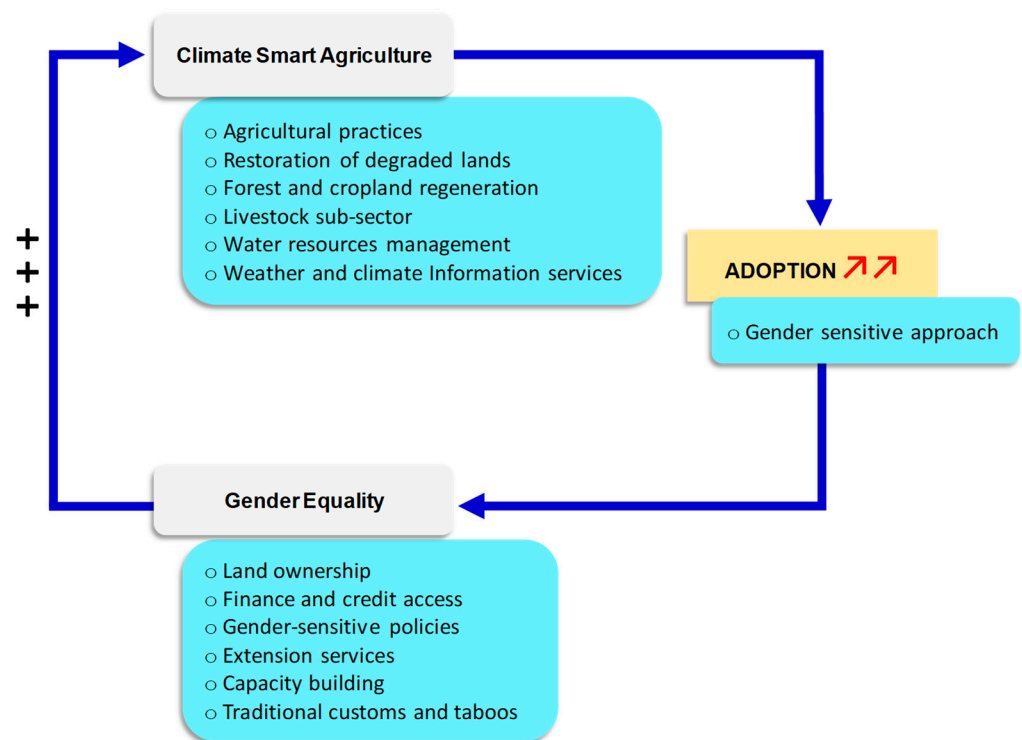 Climate Smart Agriculture
○ Agricultural practices
○ Restoration of degraded lands
○ Forest and cropland regeneration
○ Livestock sub-sector
○ Water resources management
○ Weather and climate Information services
+
+
+
ADOPTION ↗↗
○ Gender sensitive approach
Gender Equality
○ Land ownership
○ Finance and credit access
○ Gender-sensitive policies
○ Extension services
○ Capacity building
○ Traditional customs and taboos